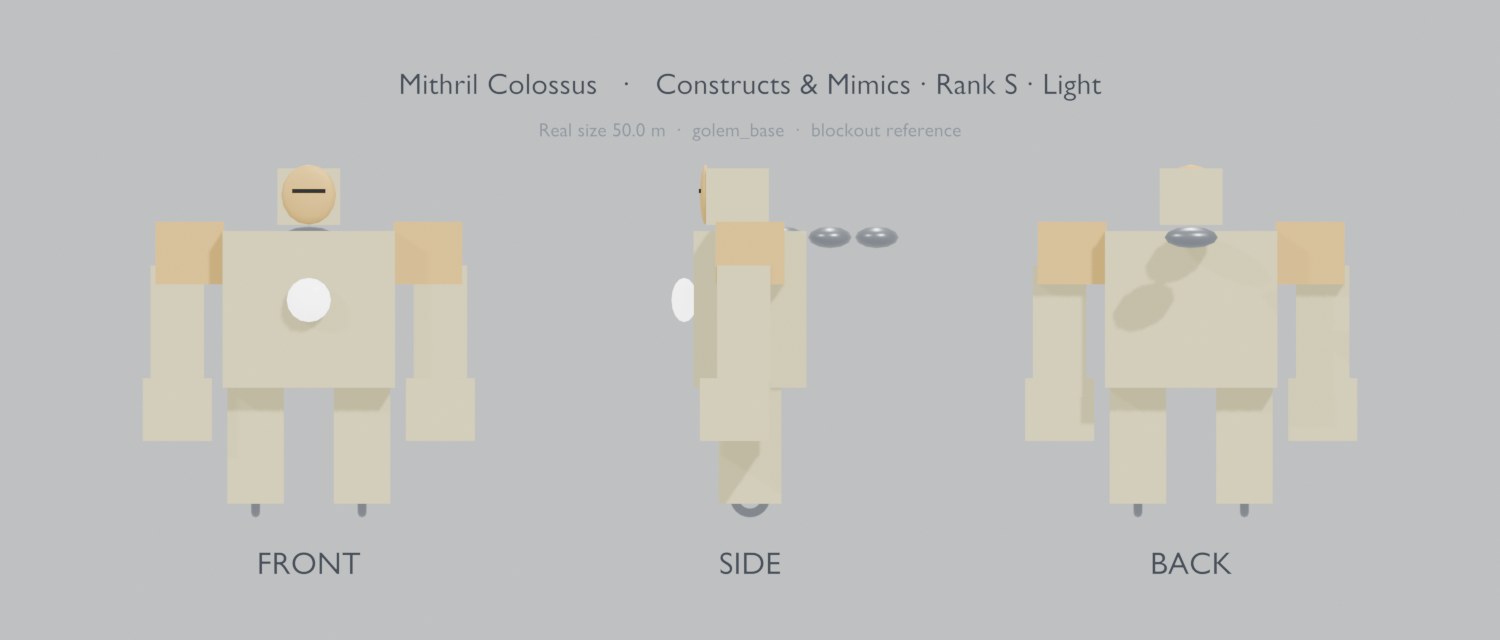 Mithril Colossus · Constructs & Mimics · Rank S · Light
Real size 50.0 m · golem_base · blockout reference
FRONT SIDE BACK